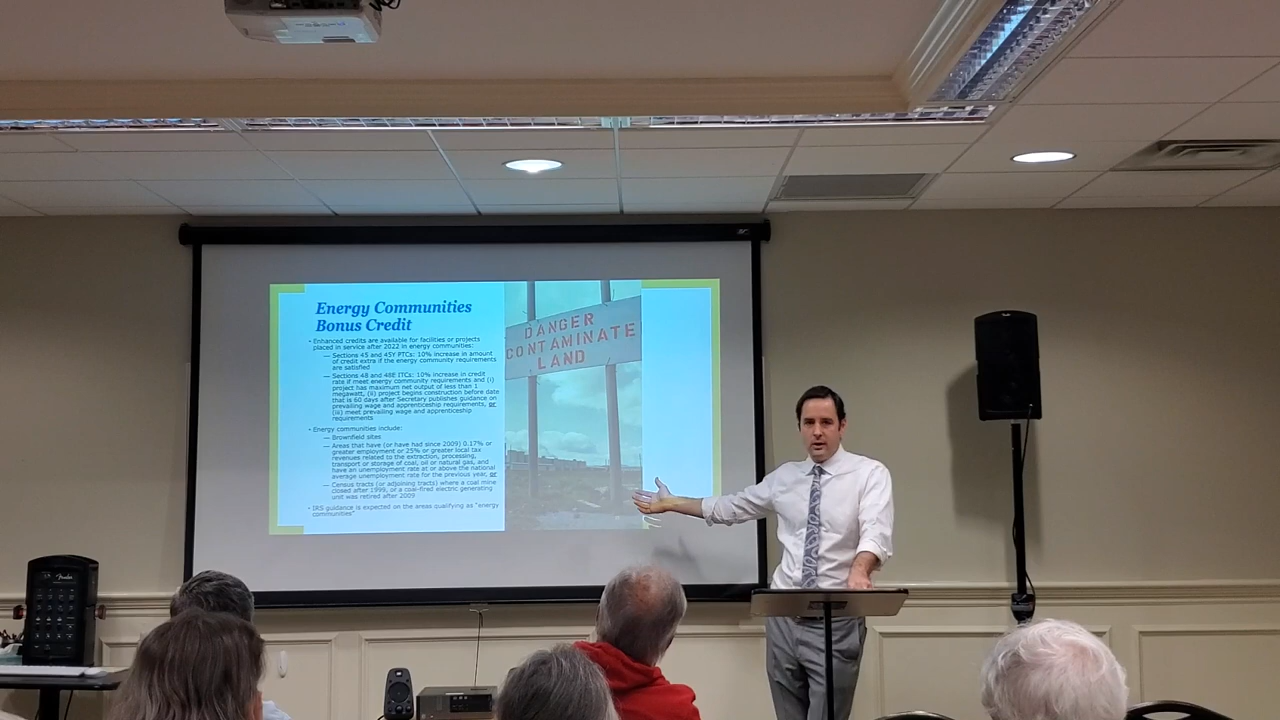 Energy Communities
Bonus Credit
• Enhanced credits are available for facilities or projects
placed in service after 2022 in energy communities:
— Sections 45 and 45Y PTCs: 10% increase in amount
of credit extra if the energy community requirements
are satisfied
— Sections 48 and 48E ITCs: 10% increase in credit
rate if meet energy community requirements and (i)
project has maximum net output of less than 1
megawatt, (ii) project begins construction before date
that is 60 days after Secretary publishes guidance on
prevailing wage and apprenticeship requirements, or
(iii) meet prevailing wage and apprenticeship
requirements
• Energy communities include:
— Brownfield sites
— Areas that have (or have had since 2009) 0.17% or
greater employment or 25% or greater local tax
revenues related to the extraction, processing,
transport or storage of coal, oil or natural gas, and
have an unemployment rate at or above the national
average unemployment rate for the previous year, or
— Census tracts (or adjoining tracts) where a coal mine
closed after 1999, or a coal-fired electric generating
unit was retired after 2009
• IRS guidance is expected on the areas qualifying as "energy
communities"
DANGER
CONTAMINATE
LAND
Fender